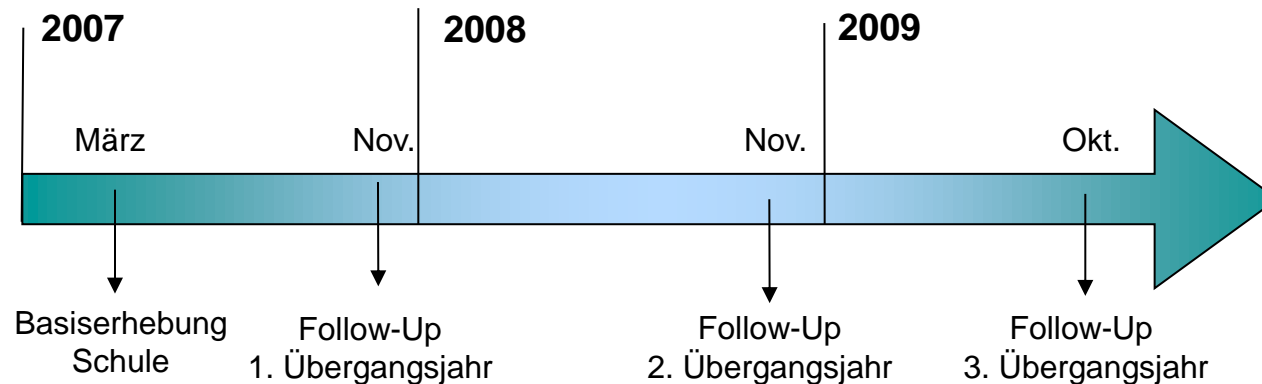 2007
2008
2009
März
Nov.
Nov.
Okt.
Basiserhebung
Schule
Follow-Up
1. Übergangsjahr
Follow-Up
2. Übergangsjahr
Follow-Up
3. Übergangsjahr